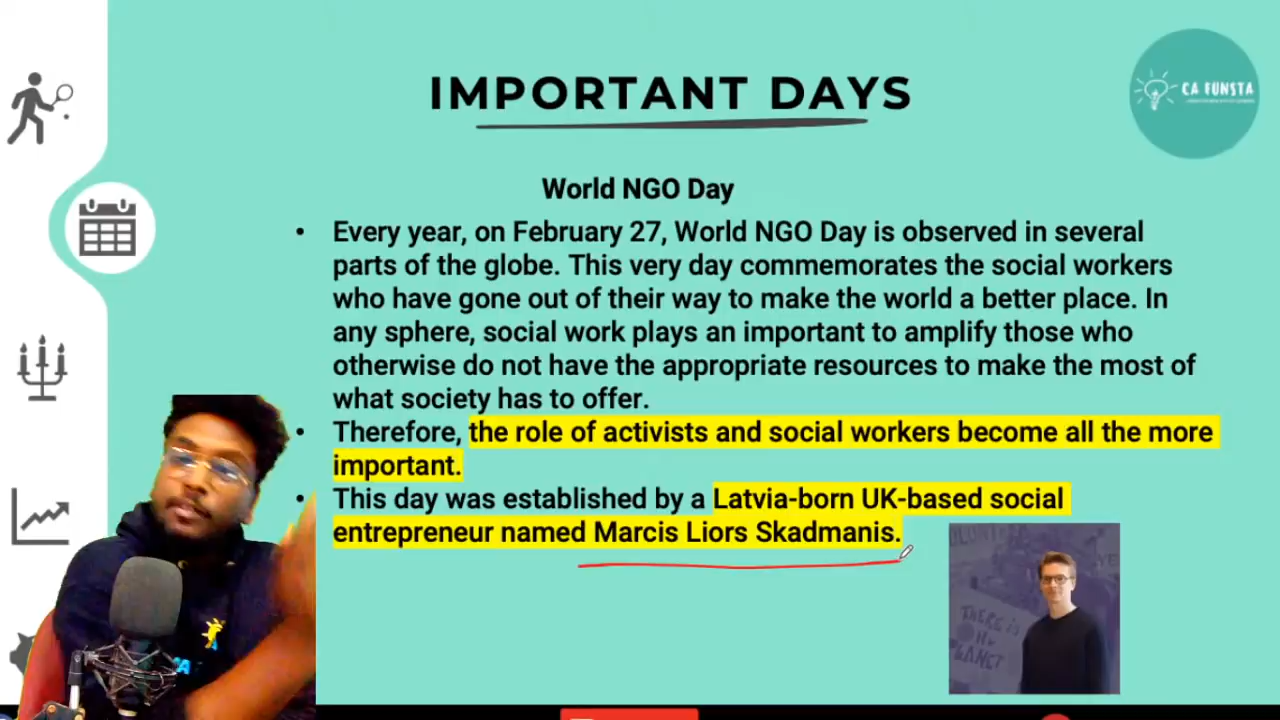 IMPORTANT DAYS
CA FUNSTA
World NGO Day
• Every year, on February 27, World NGO Day is observed in several
parts of the globe. This very day commemorates the social workers
who have gone out of their way to make the world a better place. In
any sphere, social work plays an important to amplify those who
otherwise do not have the appropriate resources to make the most of
what society has to offer.
• Therefore, the role of activists and social workers become all the more
important.
• This day was established by a Latvia-born UK-based social
entrepreneur named Marcis Liors Skadmanis.
THERE IS
NO
PLANET